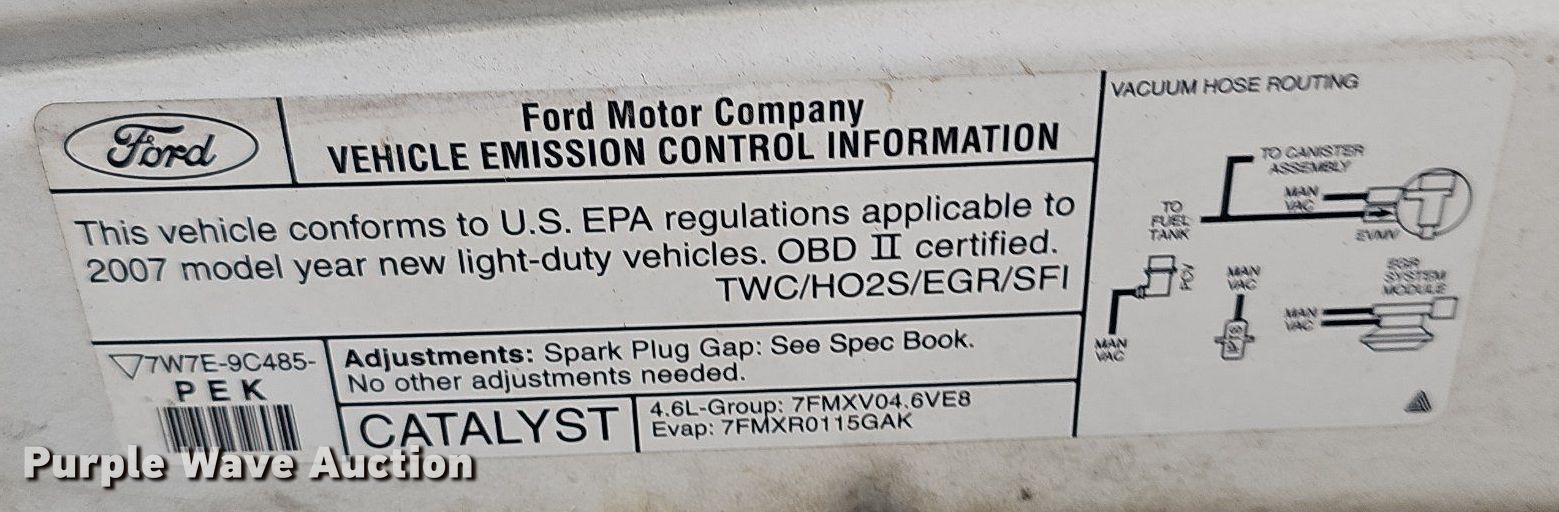 Ford
Ford Motor Company
VEHICLE EMISSION CONTROL INFORMATION
This vehicle conforms to U.S. EPA regulations applicable to
2007 model year new light-duty vehicles. OBD II certified.
TWC/HO2S/EGR/SFI
7W7E-9C485-
PEK
Adjustments: Spark Plug Gap: See Spec Book.
No other adjustments needed.
CATALYST
4.6L-Group: 7FMXV04.6VE8
Evap: 7FMXR0115GAK
VACUUM HOSE ROUTING
TO CANISTER
ASSEMBLY
MAN
VAC
TO
FUEL
TANK
EVMV
PCV
MAN
VAC
MAN
VAC
EGR
SYSTEM
MODULE
MAN
VAC
Purple Wave Auction